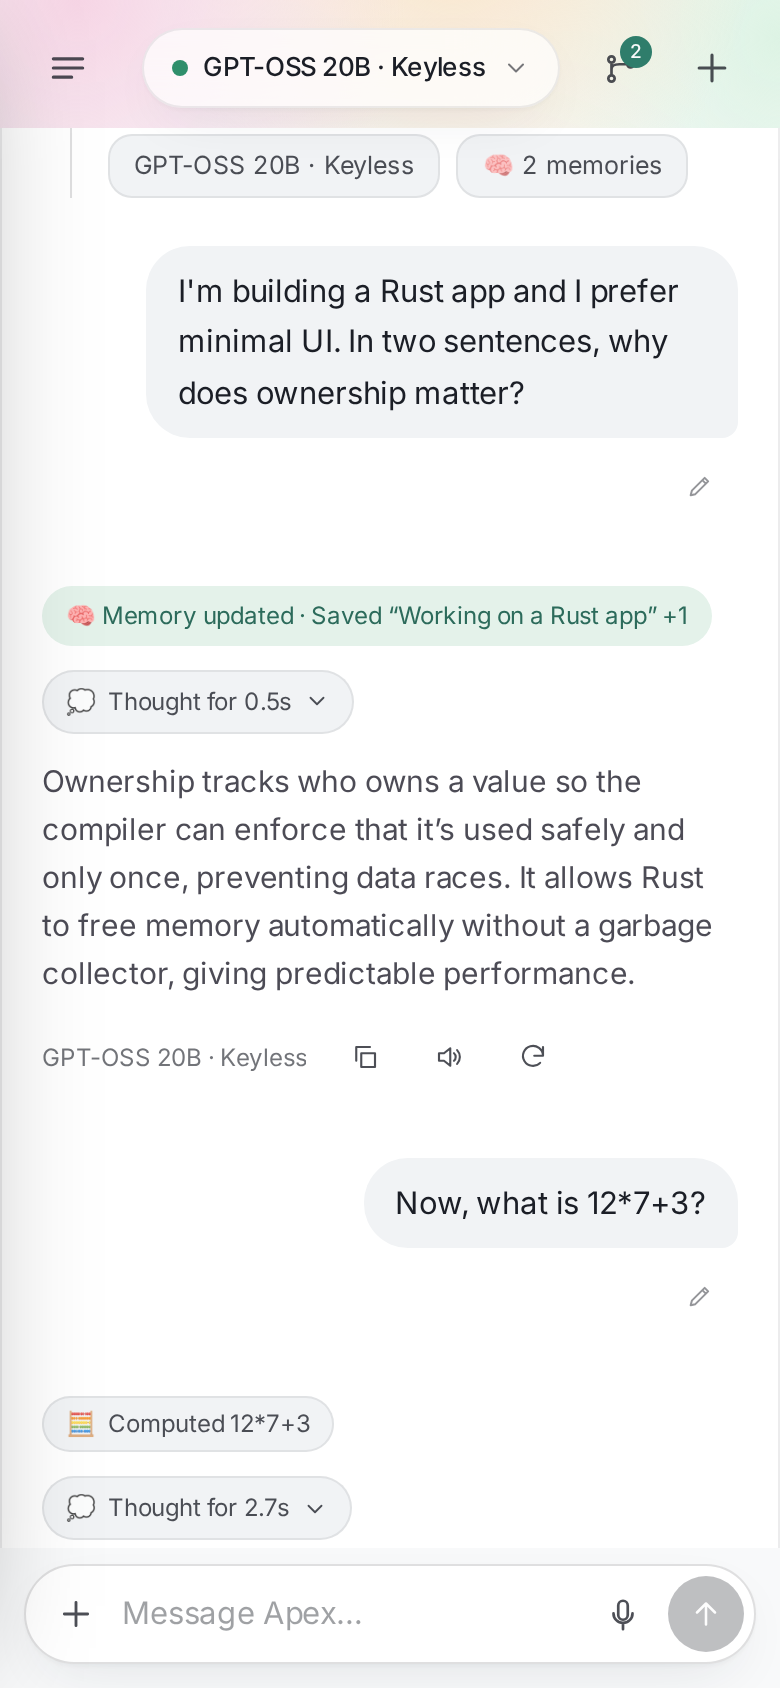 GPT-OSS 20B · Keyless
2
GPT-OSS 20B · Keyless
🧠 2 memories
I'm building a Rust app and I prefer
minimal UI. In two sentences, why
does ownership matter?
🧠 Memory updated · Saved “Working on a Rust app” +1
💭 Thought for 0.5s
Ownership tracks who owns a value so the
compiler can enforce that it’s used safely and
only once, preventing data races. It allows Rust
to free memory automatically without a garbage
collector, giving predictable performance.
GPT-OSS 20B · Keyless
Now, what is 12*7+3?
🧮 Computed 12*7+3
💭 Thought for 2.7s
Message Apex...